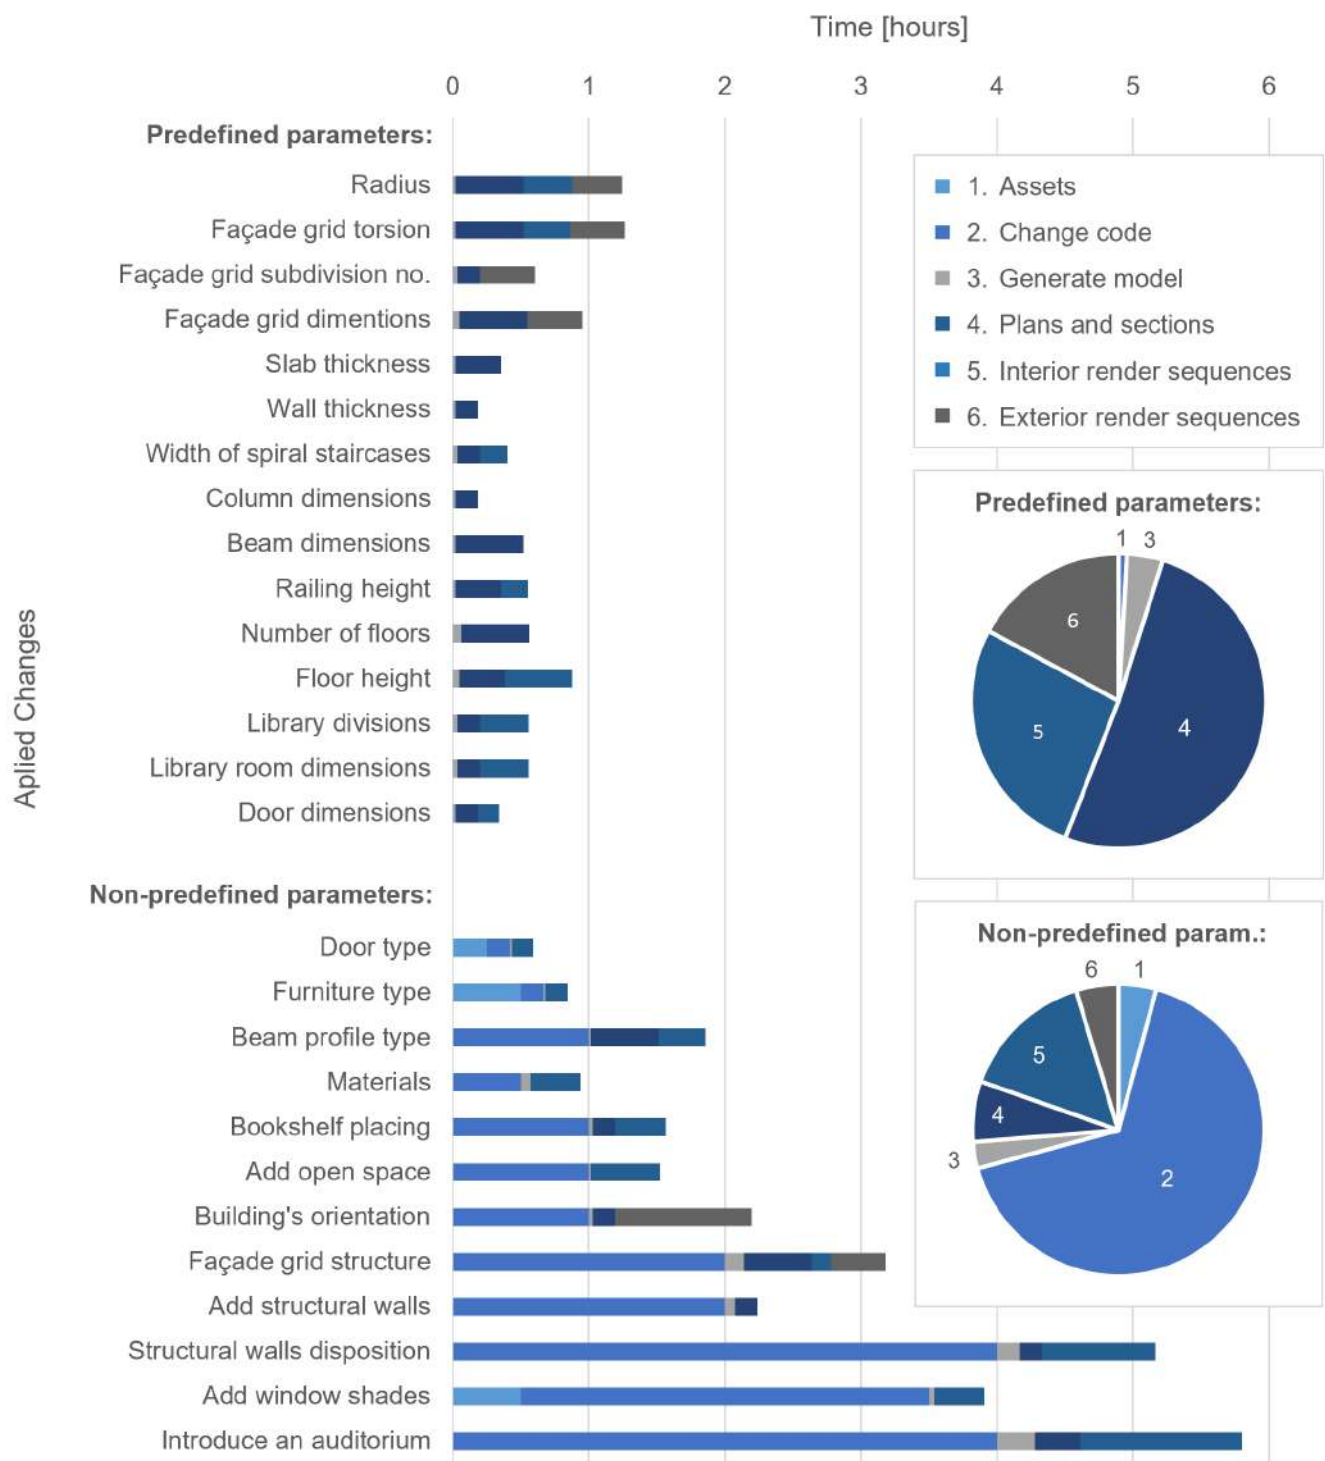 Time [hours]
0 1 2 3 4 5 6
Aplied Changes
Predefined parameters:
Radius
Façade grid torsion
Façade grid subdivision no.
Façade grid dimentions
Slab thickness
Wall thickness
Width of spiral staircases
Column dimensions
Beam dimensions
Railing height
Number of floors
Floor height
Library divisions
Library room dimensions
Door dimensions
Non-predefined parameters:
Door type
Furniture type
Beam profile type
Materials
Bookshelf placing
Add open space
Building's orientation
Façade grid structure
Add structural walls
Structural walls disposition
Add window shades
Introduce an auditorium
1. Assets
2. Change code
3. Generate model
4. Plans and sections
5. Interior render sequences
6. Exterior render sequences
Predefined parameters:
1 3
6
4
5
Non-predefined param.:
6 1
5
4
3
2